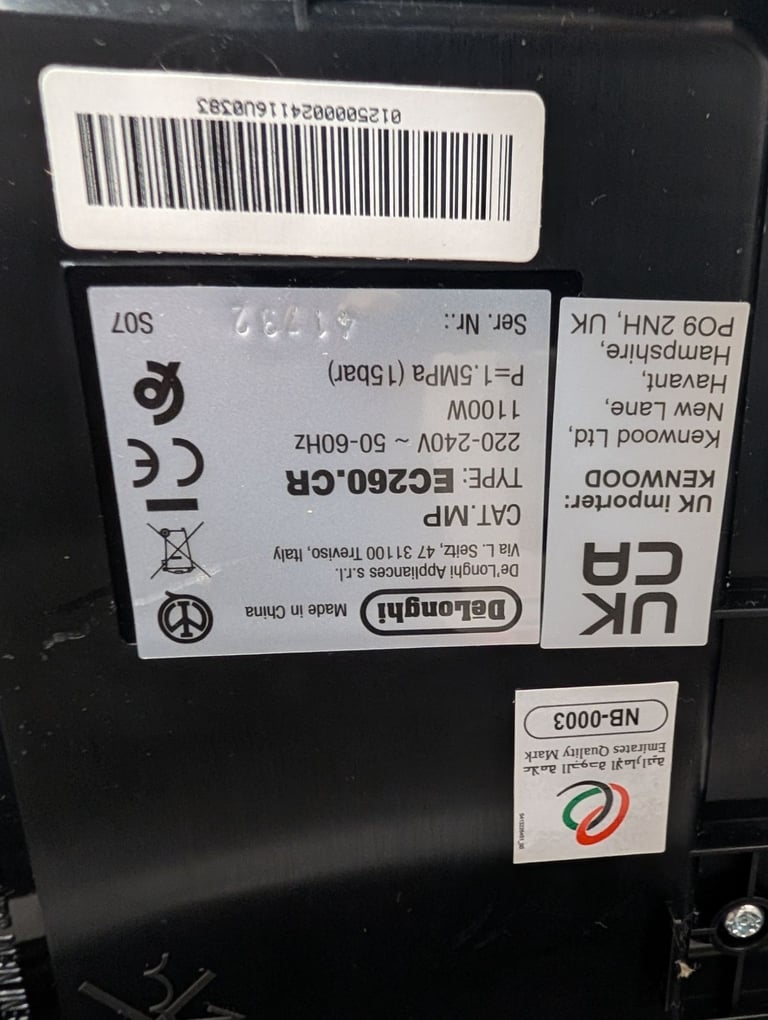 علامة الجودة الإماراتية
Emirates Quality Mark
NB-0003
UK
CA
UK importer:
KENWOOD
Kenwood Ltd,
New Lane,
Havant,
Hampshire,
PO9 2NH, UK
DēLonghi Made in China
De'Longhi Appliances s.r.l.
Via L. Seitz, 47 31100 Treviso, Italy
CAT.MP
TYPE: EC260.CR
220-240V ~ 50-60Hz
1100W
P=1.5MPa (15bar)
Ser. Nr.: 41732 S07
CE
0125000024116U0383